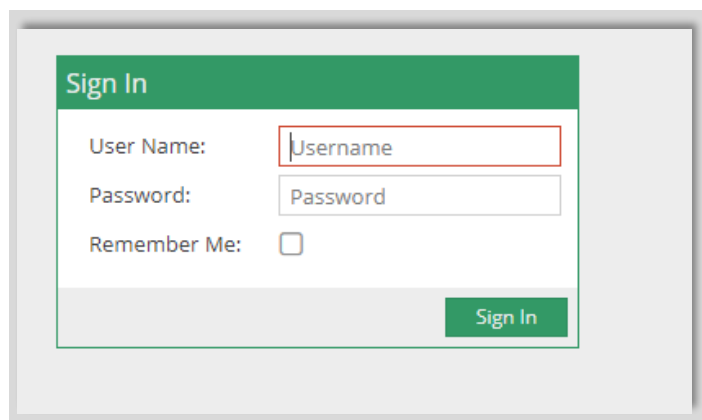 Sign In
User Name: Username
Password: Password
Remember Me:
Sign In